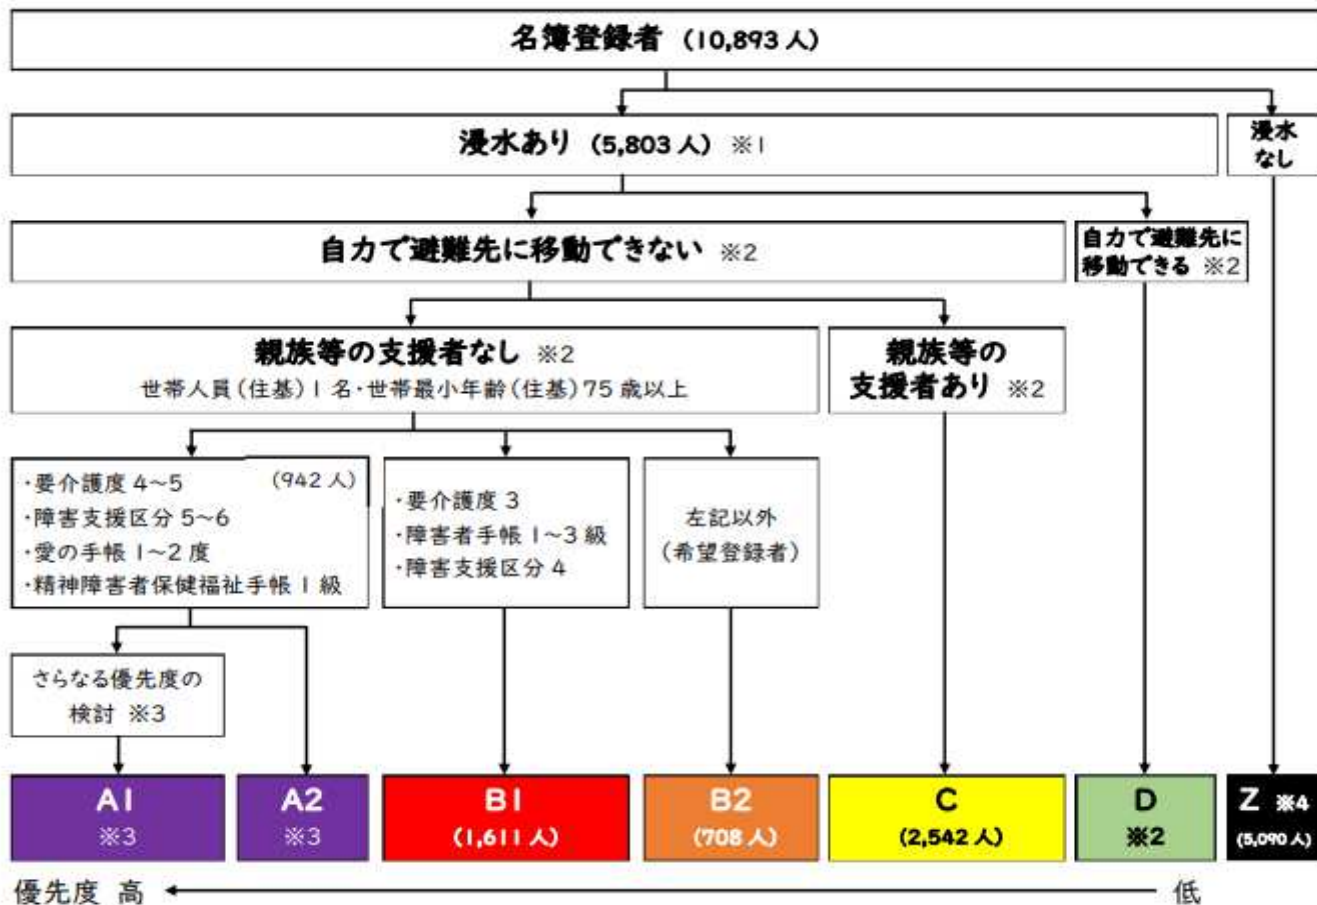 名簿登録者 (10,893人)
浸水あり (5,803人) ※1
浸水
なし
自力で避難先に移動できない ※2
自力で避難先に
移動できる ※2
親族等の支援者なし ※2
世帯人員(住基)1名・世帯最小年齢(住基)75歳以上
親族等の
支援者あり ※2
・要介護度4～5 (942人)
・障害支援区分5～6
・愛の手帳1～2度
・精神障害者保健福祉手帳1級
・要介護度3
・障害者手帳1～3級
・障害支援区分4
左記以外
(希望登録者)
さらなる優先度の
検討 ※3
A1
※3
A2
※3
B1
(1,611人)
B2
(708人)
C
(2,542人)
D
※2
Z ※4
(5,090人)
優先度 高
低